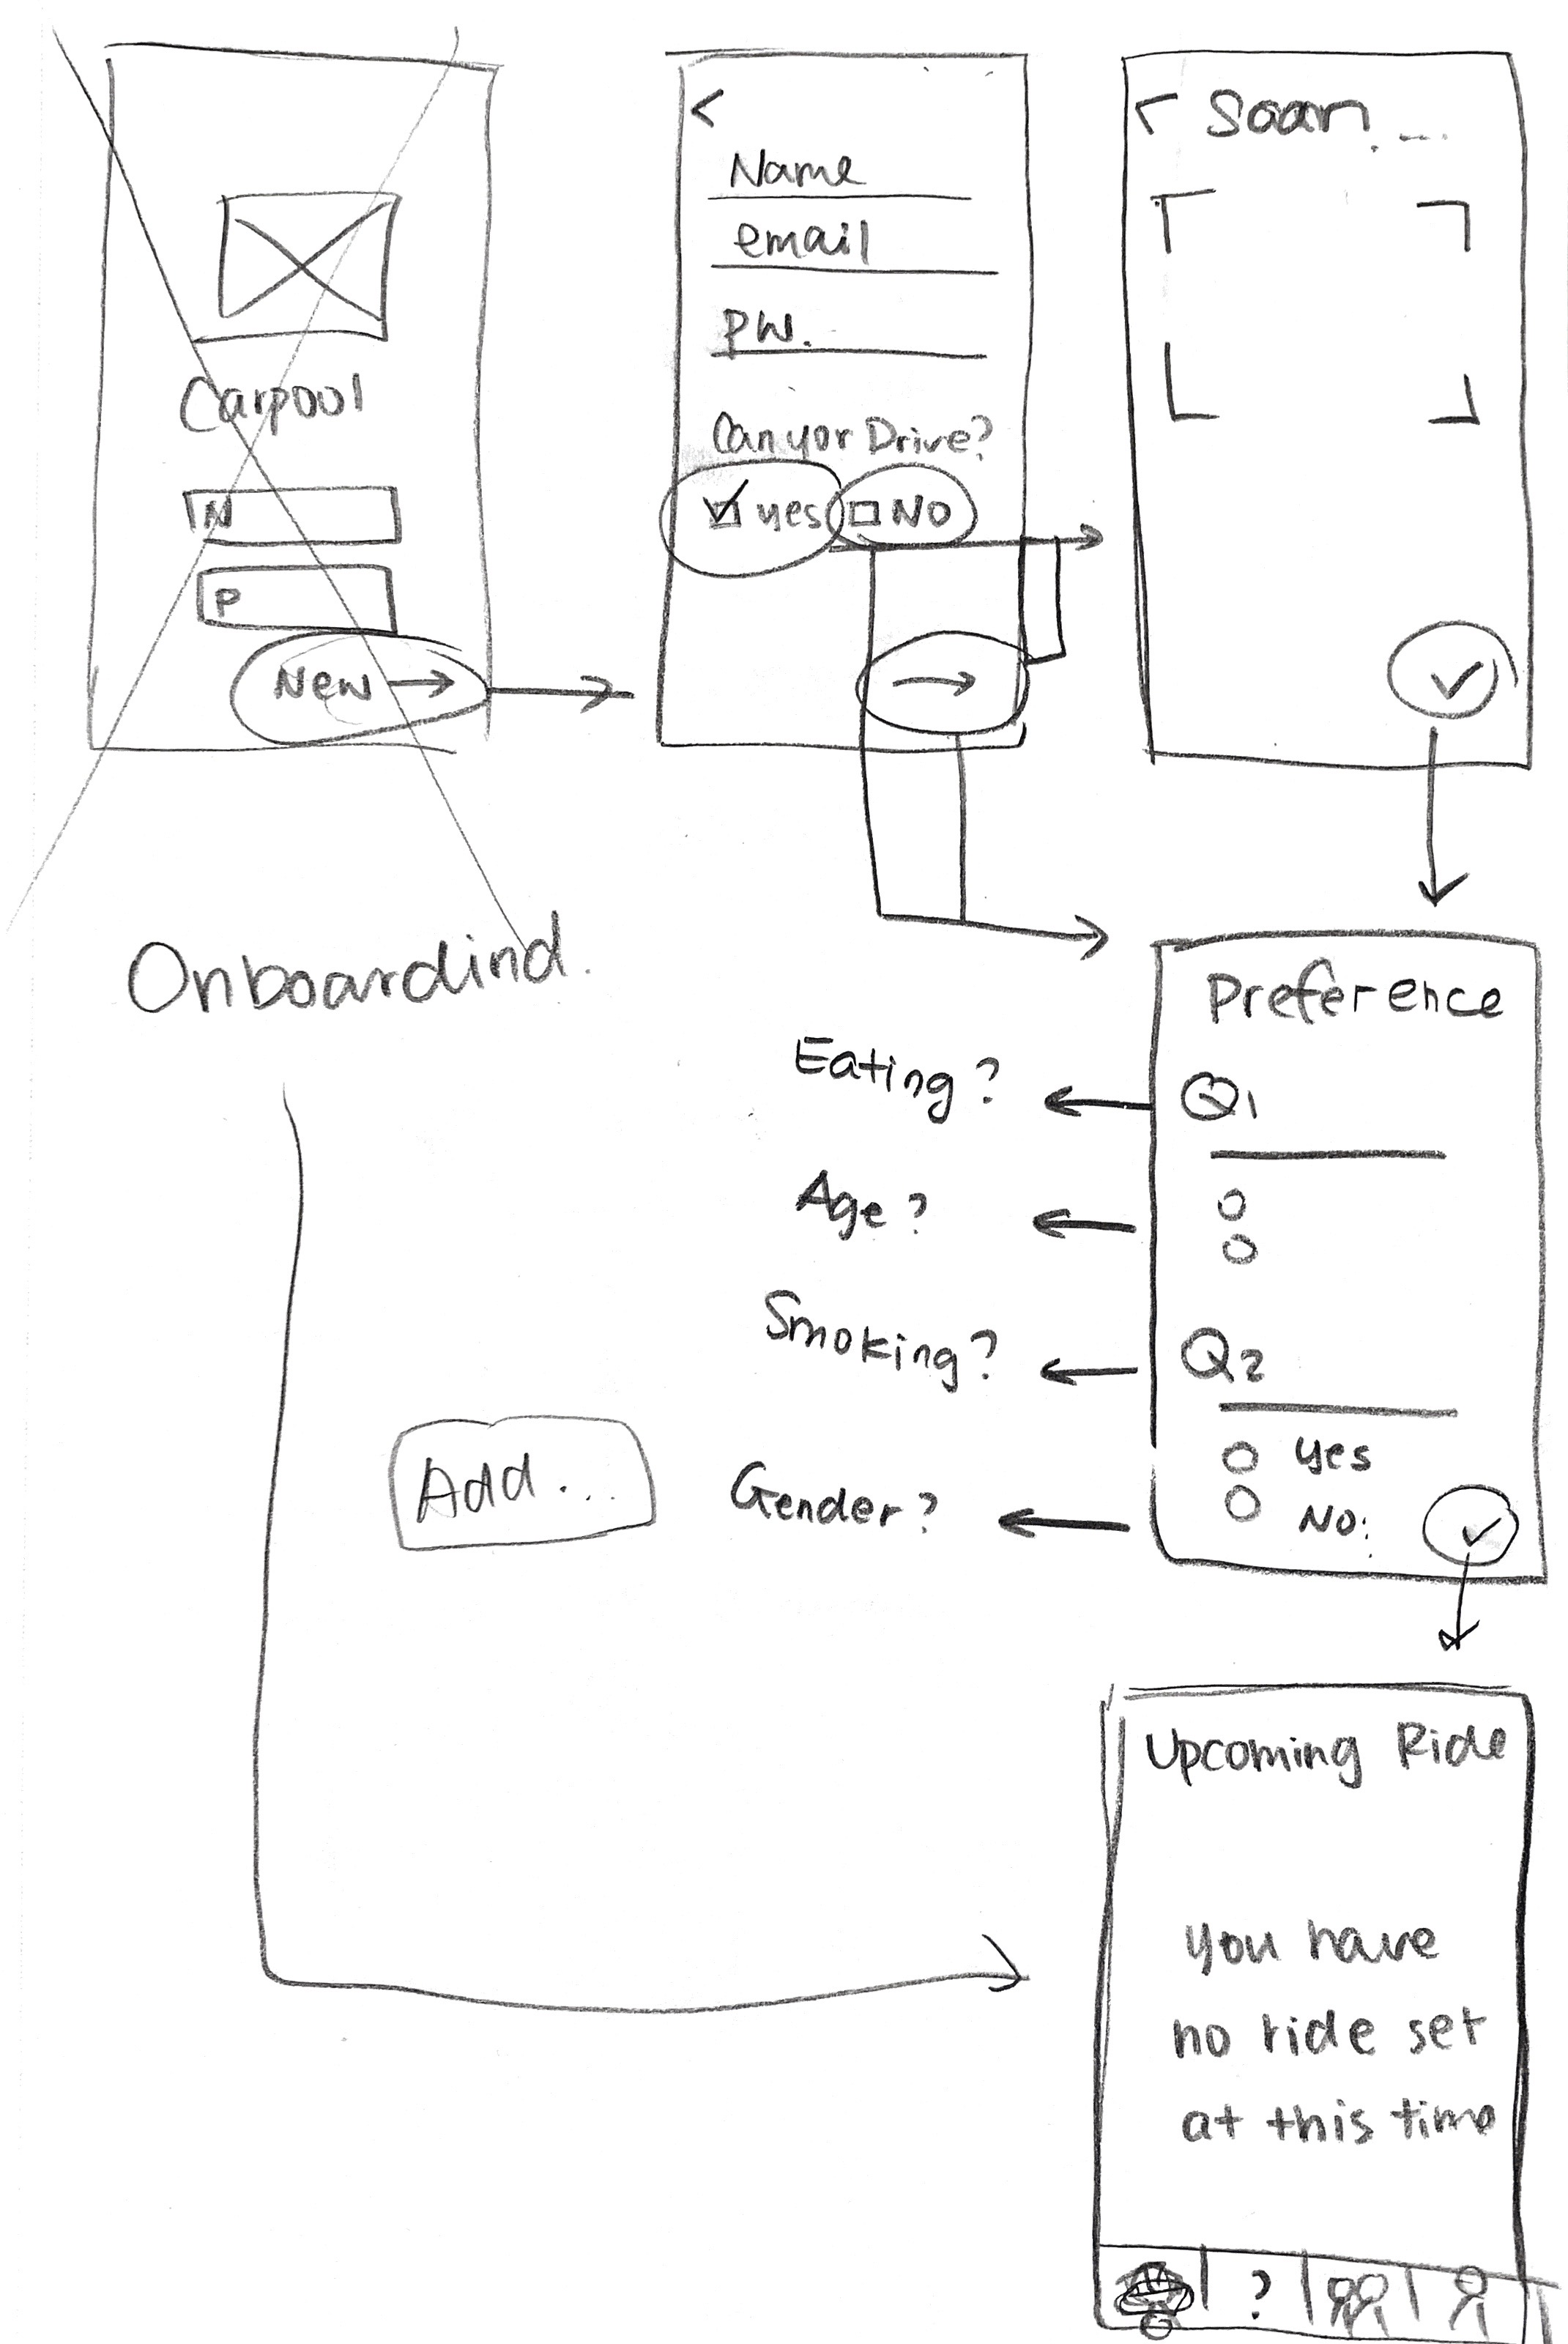 Carpool
N
P
New →
<
Name
email
PW.
Can yor Drive?
yes
NO
→
< Scan...
Onboardind.
Preference
Q1
Q2
yes
No:
Eating?
Age?
Smoking?
Gender?
Add...
Upcoming Ride
you have
no ride set
at this time
?